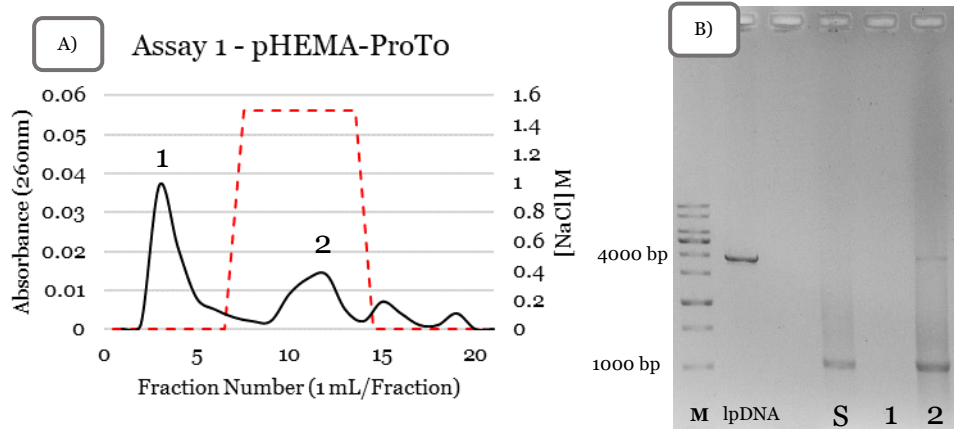 A)
Assay 1 - pHEMA-ProT0
Absorbance (260nm)
0.06
0.05
0.04
0.03
0.02
0.01
0
1
2
1.6
1.4
1.2
1
0.8
0.6
0.4
0.2
0
[NaCl] M
0 5 10 15 20
Fraction Number (1 mL/Fraction)
B)
4000 bp
1000 bp
M lpDNA S 1 2